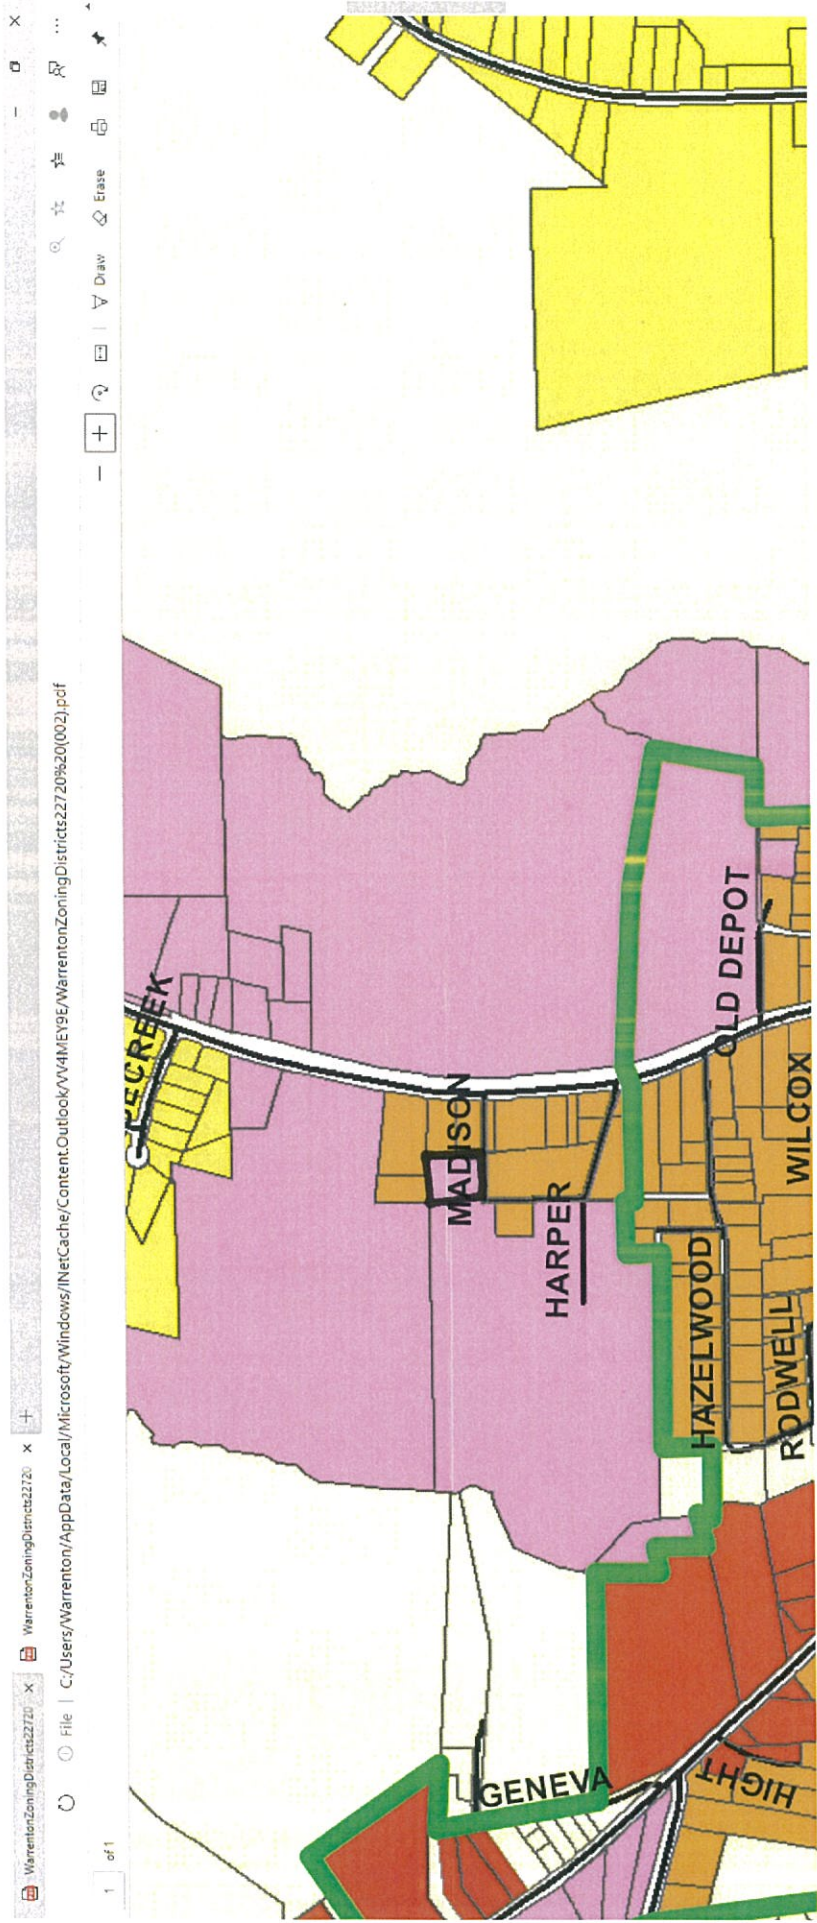 WarrentonZoningDistricts22720 ×
WarrentonZoningDistricts22720 × +
File | C:/Users/Warrenton/AppData/Local/Microsoft/Windows/INetCache/Content.Outlook/VV4MEY9E/WarrentonZoningDistricts22720%20(002).pdf
1 of 1
Draw
Erase
ECREEK
MADISON
HARPER
OLD DEPOT
WILCOX
HAZELWOOD
RODWELL
GENEVA
HIGHT